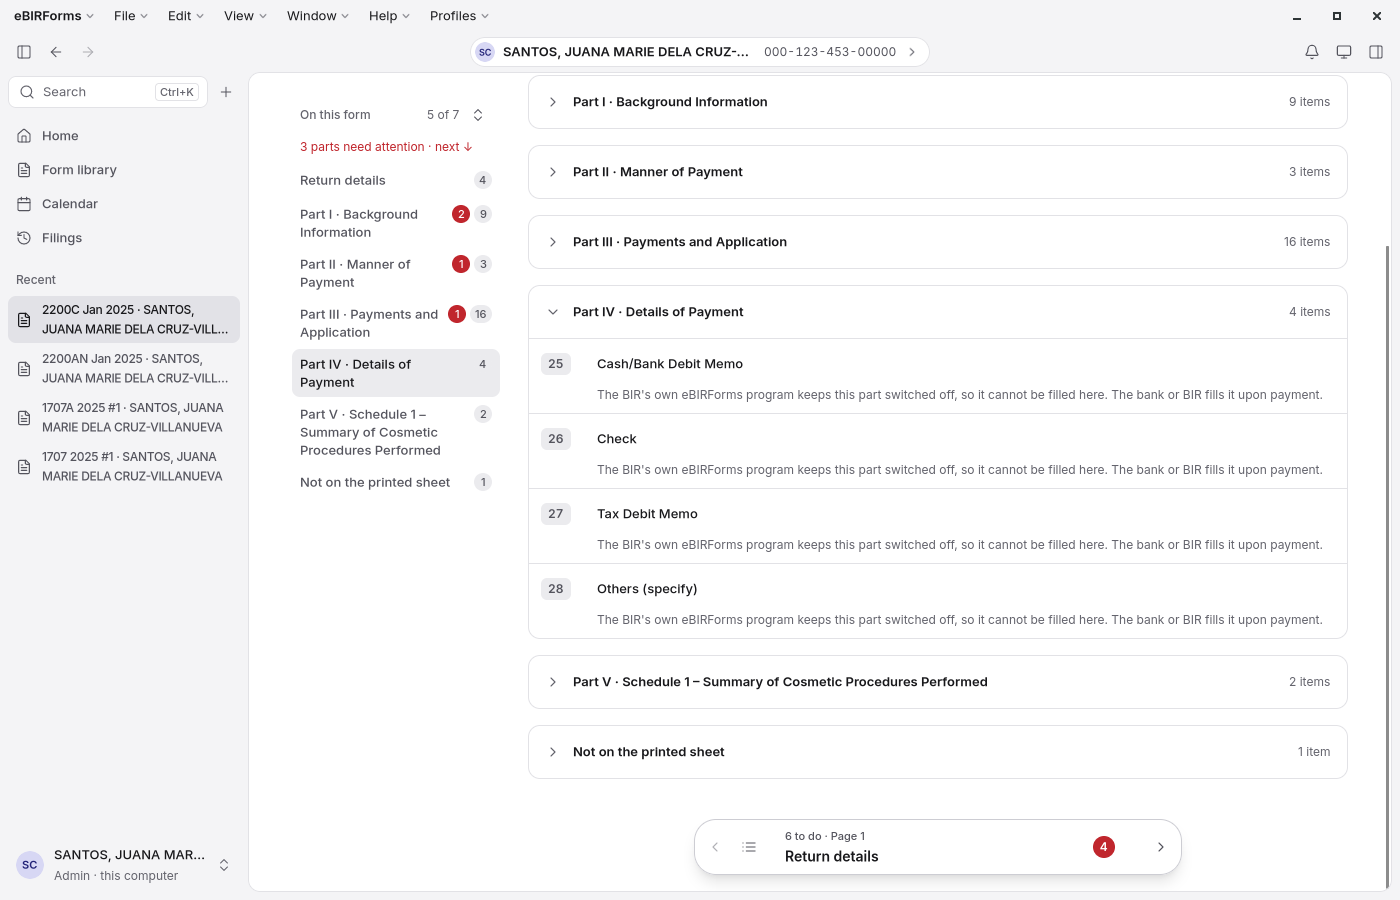 eBIRForms File Edit View Window Help Profiles
SC SANTOS, JUANA MARIE DELA CRUZ-... 000-123-453-00000
Search Ctrl+K
Home
Form library
Calendar
Filings
Recent
2200C Jan 2025 · SANTOS,
JUANA MARIE DELA CRUZ-VILL...
2200AN Jan 2025 · SANTOS,
JUANA MARIE DELA CRUZ-VILL...
1707A 2025 #1 · SANTOS, JUANA
MARIE DELA CRUZ-VILLANUEVA
1707 2025 #1 · SANTOS, JUANA
MARIE DELA CRUZ-VILLANUEVA
SC SANTOS, JUANA MAR...
Admin · this computer
On this form 5 of 7
3 parts need attention · next ↓
Return details 4
Part I · Background
Information 2 9
Part II · Manner of
Payment 1 3
Part III · Payments and
Application 1 16
Part IV · Details of
Payment 4
Part V · Schedule 1 –
Summary of Cosmetic
Procedures Performed 2
Not on the printed sheet 1
Part I · Background Information 9 items
Part II · Manner of Payment 3 items
Part III · Payments and Application 16 items
Part IV · Details of Payment 4 items
25 Cash/Bank Debit Memo
The BIR's own eBIRForms program keeps this part switched off, so it cannot be filled here. The bank or BIR fills it upon payment.
26 Check
The BIR's own eBIRForms program keeps this part switched off, so it cannot be filled here. The bank or BIR fills it upon payment.
27 Tax Debit Memo
The BIR's own eBIRForms program keeps this part switched off, so it cannot be filled here. The bank or BIR fills it upon payment.
28 Others (specify)
The BIR's own eBIRForms program keeps this part switched off, so it cannot be filled here. The bank or BIR fills it upon payment.
Part V · Schedule 1 – Summary of Cosmetic Procedures Performed 2 items
Not on the printed sheet 1 item
6 to do · Page 1
Return details 4